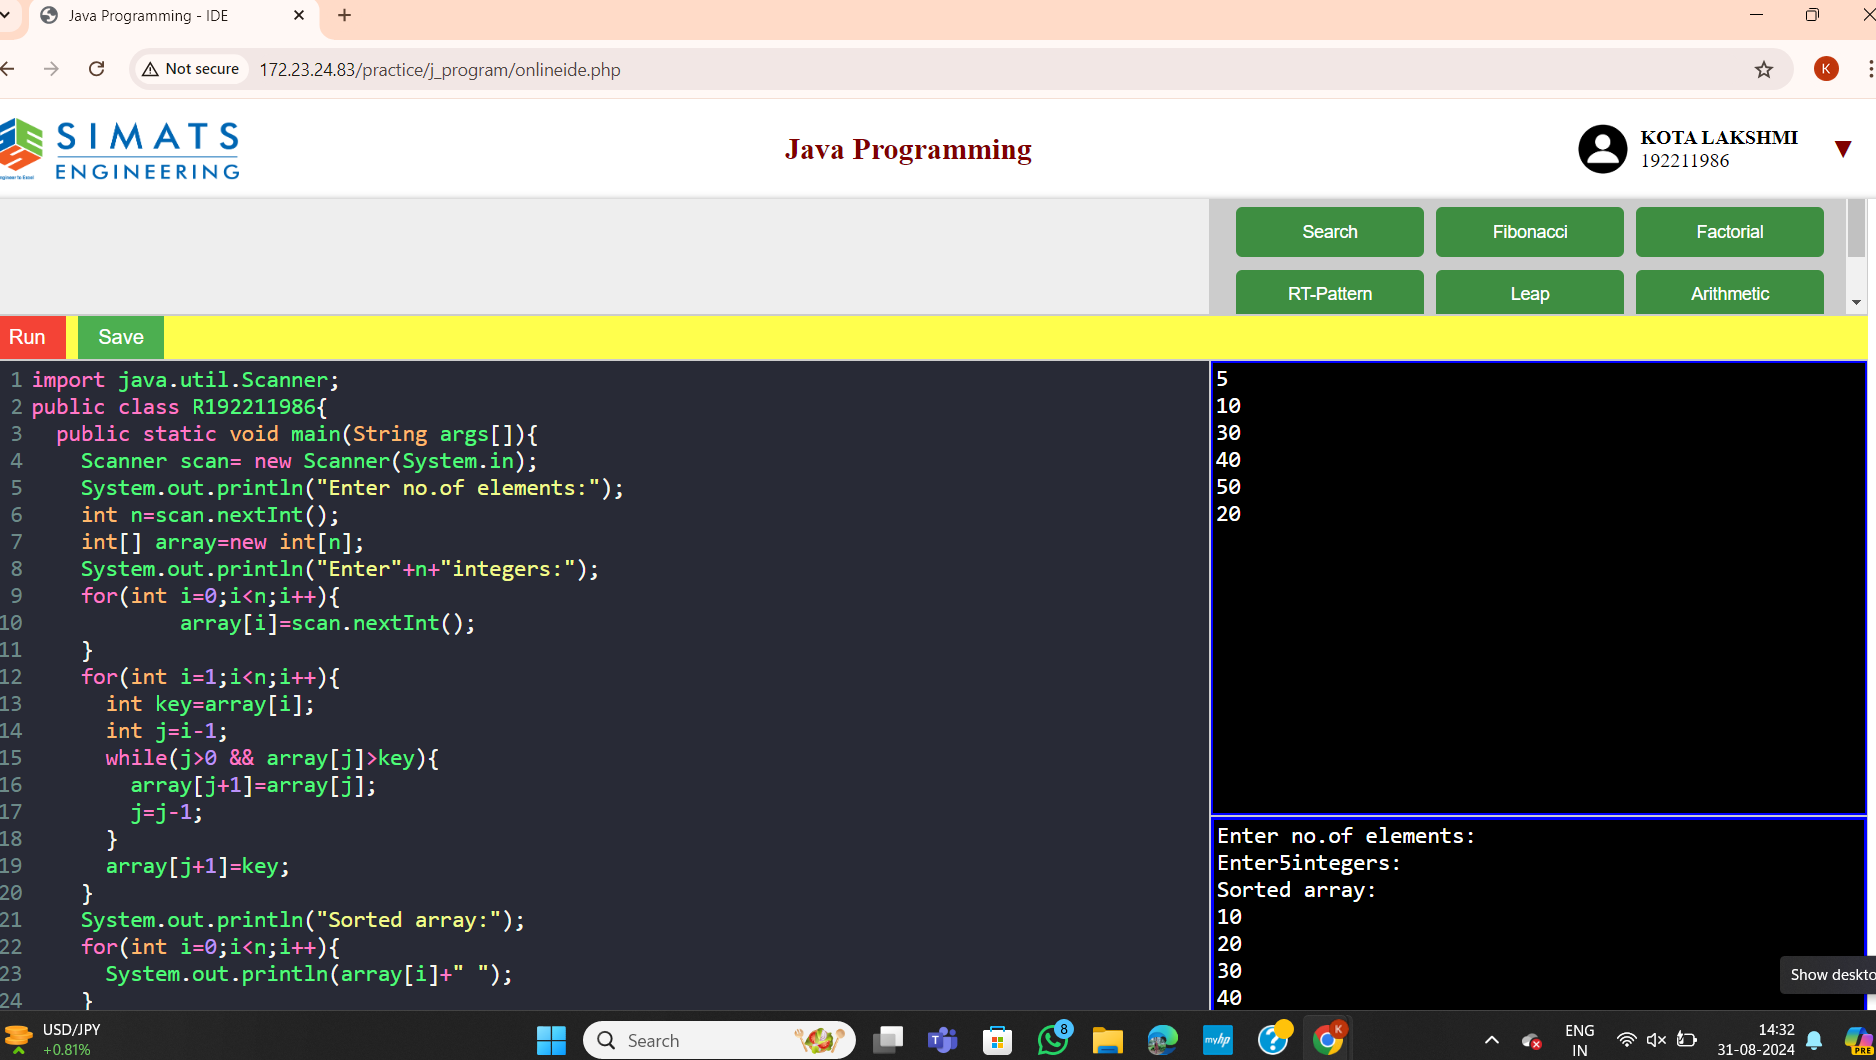 Java Programming - IDE
Not secure
172.23.24.83/practice/j_program/onlineide.php
K
SIMATS
ENGINEERING
Java Programming
KOTA LAKSHMI
192211986
Search
Fibonacci
Factorial
RT-Pattern
Leap
Arithmetic
Run
Save
1 import java.util.Scanner;
2 public class R192211986{
3 public static void main(String args[]){
4 Scanner scan= new Scanner(System.in);
5 System.out.println("Enter no.of elements:");
6 int n=scan.nextInt();
7 int[] array=new int[n];
8 System.out.println("Enter"+n+"integers:");
9 for(int i=0;i<n;i++){
10 array[i]=scan.nextInt();
11 }
12 for(int i=1;i<n;i++){
13 int key=array[i];
14 int j=i-1;
15 while(j>0 && array[j]>key){
16 array[j+1]=array[j];
17 j=j-1;
18 }
19 array[j+1]=key;
20 }
21 System.out.println("Sorted array:");
22 for(int i=0;i<n;i++){
23 System.out.println(array[i]+" ");
24 }
5
10
30
40
50
20
Enter no.of elements:
Enter5integers:
Sorted array:
10
20
30
40
Show deskto
USD/JPY
+0.81%
Search
8
myhp
K
ENG
IN
14:32
31-08-2024
PRE